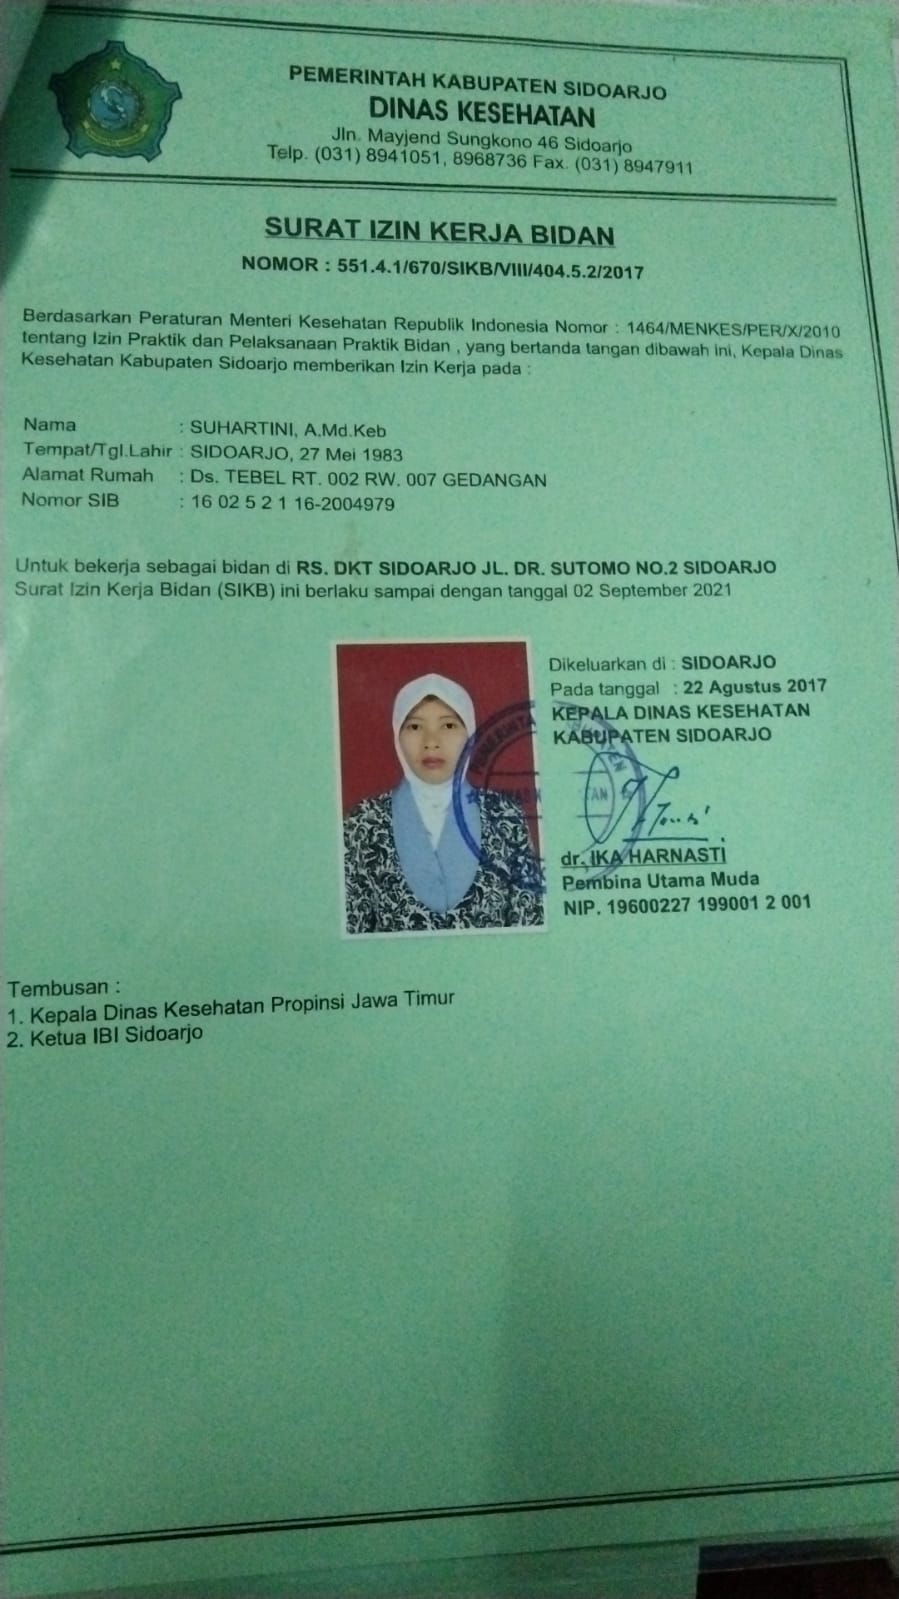 PEMERINTAH KABUPATEN SIDOARJO
DINAS KESEHATAN
Jln. Mayjend Sungkono 46 Sidoarjo
Telp. (031) 8941051, 8968736 Fax. (031) 8947911
SURAT IZIN KERJA BIDAN
NOMOR : 551.4.1/670/SIKB/VIII/404.5.2/2017
Berdasarkan Peraturan Menteri Kesehatan Republik Indonesia Nomor : 1464/MENKES/PER/X/2010
tentang Izin Praktik dan Pelaksanaan Praktik Bidan , yang bertanda tangan dibawah ini, Kepala Dinas
Kesehatan Kabupaten Sidoarjo memberikan Izin Kerja pada :
Nama : SUHARTINI, A.Md.Keb
Tempat/Tgl.Lahir : SIDOARJO, 27 Mei 1983
Alamat Rumah : Ds. TEBEL RT. 002 RW. 007 GEDANGAN
Nomor SIB : 16 02 5 2 1 16-2004979
Untuk bekerja sebagai bidan di RS. DKT SIDOARJO JL. DR. SUTOMO NO.2 SIDOARJO
Surat Izin Kerja Bidan (SIKB) ini berlaku sampai dengan tanggal 02 September 2021
Dikeluarkan di : SIDOARJO
Pada tanggal : 22 Agustus 2017
KEPALA DINAS KESEHATAN
KABUPATEN SIDOARJO
dr. IKA HARNASTI
Pembina Utama Muda
NIP. 19600227 199001 2 001
Tembusan :
1. Kepala Dinas Kesehatan Propinsi Jawa Timur
2. Ketua IBI Sidoarjo